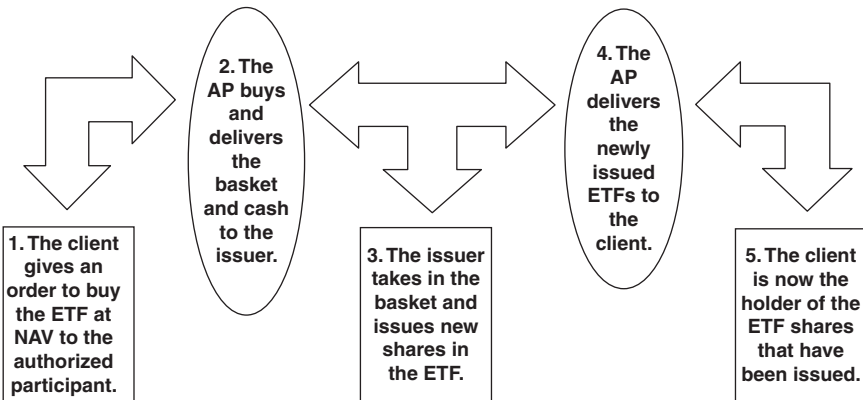 1. The client
gives an
order to buy
the ETF at
NAV to the
authorized
participant.
2. The
AP buys
and
delivers
the
basket
and cash
to the
issuer.
3. The issuer
takes in the
basket and
issues new
shares in
the ETF.
4. The
AP
delivers
the
newly
issued
ETFs to
the
client.
5. The client
is now the
holder of the
ETF shares
that have
been issued.